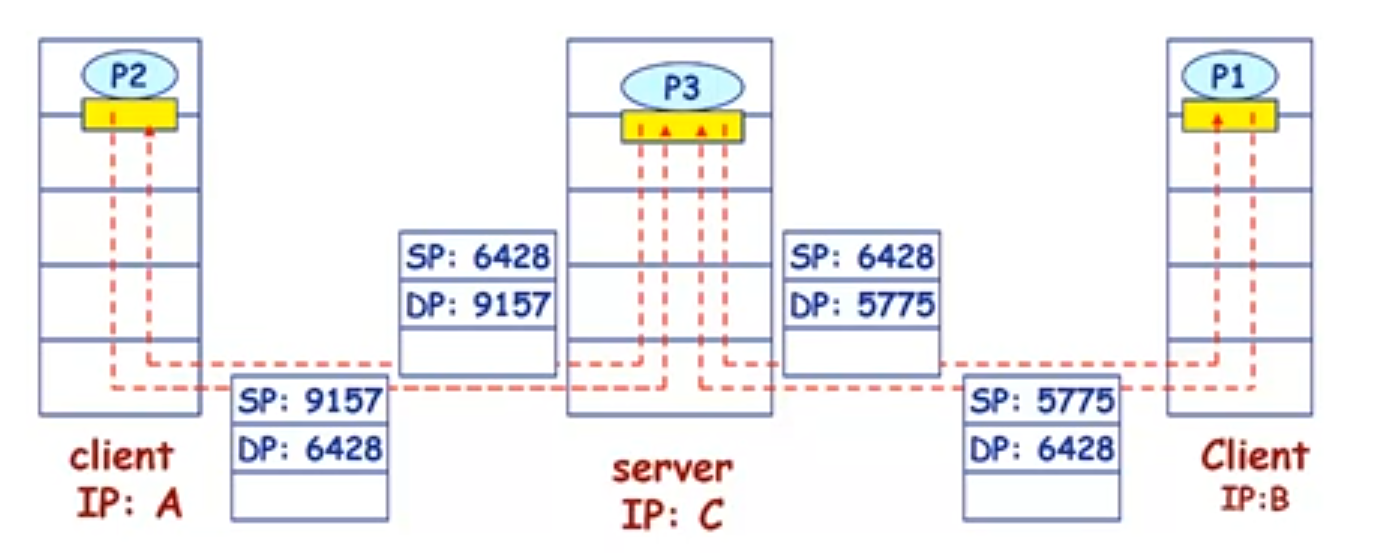 P2
P3
P1
SP: 6428
DP: 9157
SP: 6428
DP: 5775
SP: 9157
DP: 6428
SP: 5775
DP: 6428
client
IP: A
server
IP: C
Client
IP:B